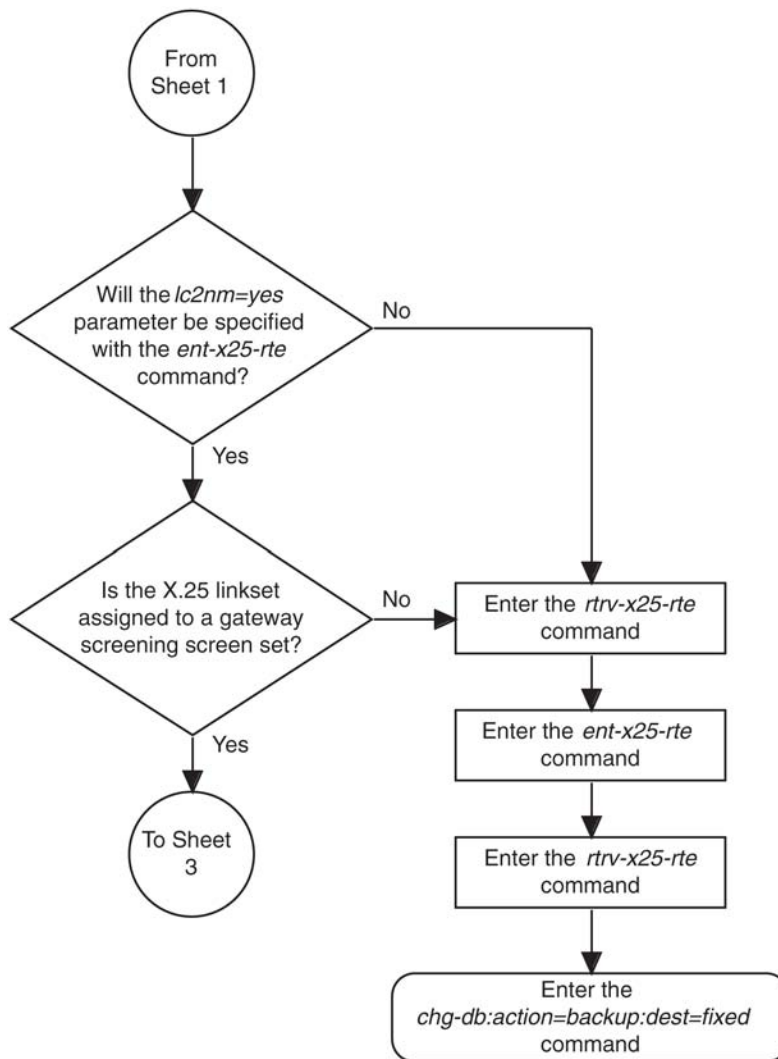 From
Sheet 1
Will the lc2nm=yes
parameter be specified
with the ent-x25-rte
command?
No
Yes
Is the X.25 linkset
assigned to a gateway
screening screen set?
No
Yes
To Sheet
3
Enter the rtrv-x25-rte
command
Enter the ent-x25-rte
command
Enter the rtrv-x25-rte
command
Enter the
chg-db:action=backup:dest=fixed
command